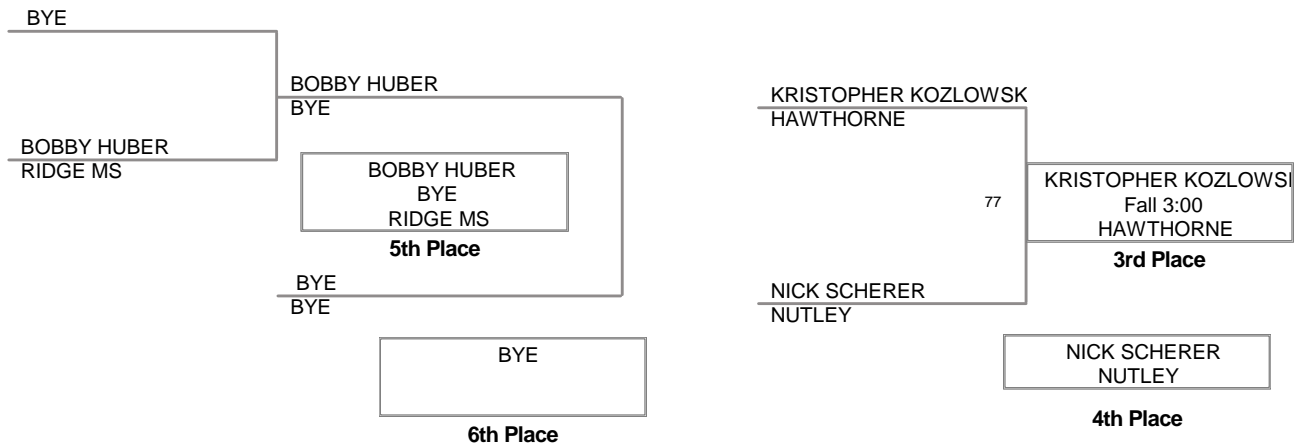 BYE
BOBBY HUBER
RIDGE MS
BOBBY HUBER
BYE
BOBBY HUBER
BYE
RIDGE MS
5th Place
BYE
BYE
BYE
6th Place
KRISTOPHER KOZLOWSK
HAWTHORNE
77
KRISTOPHER KOZLOWSI
Fall 3:00
HAWTHORNE
3rd Place
NICK SCHERER
NUTLEY
NICK SCHERER
NUTLEY
4th Place